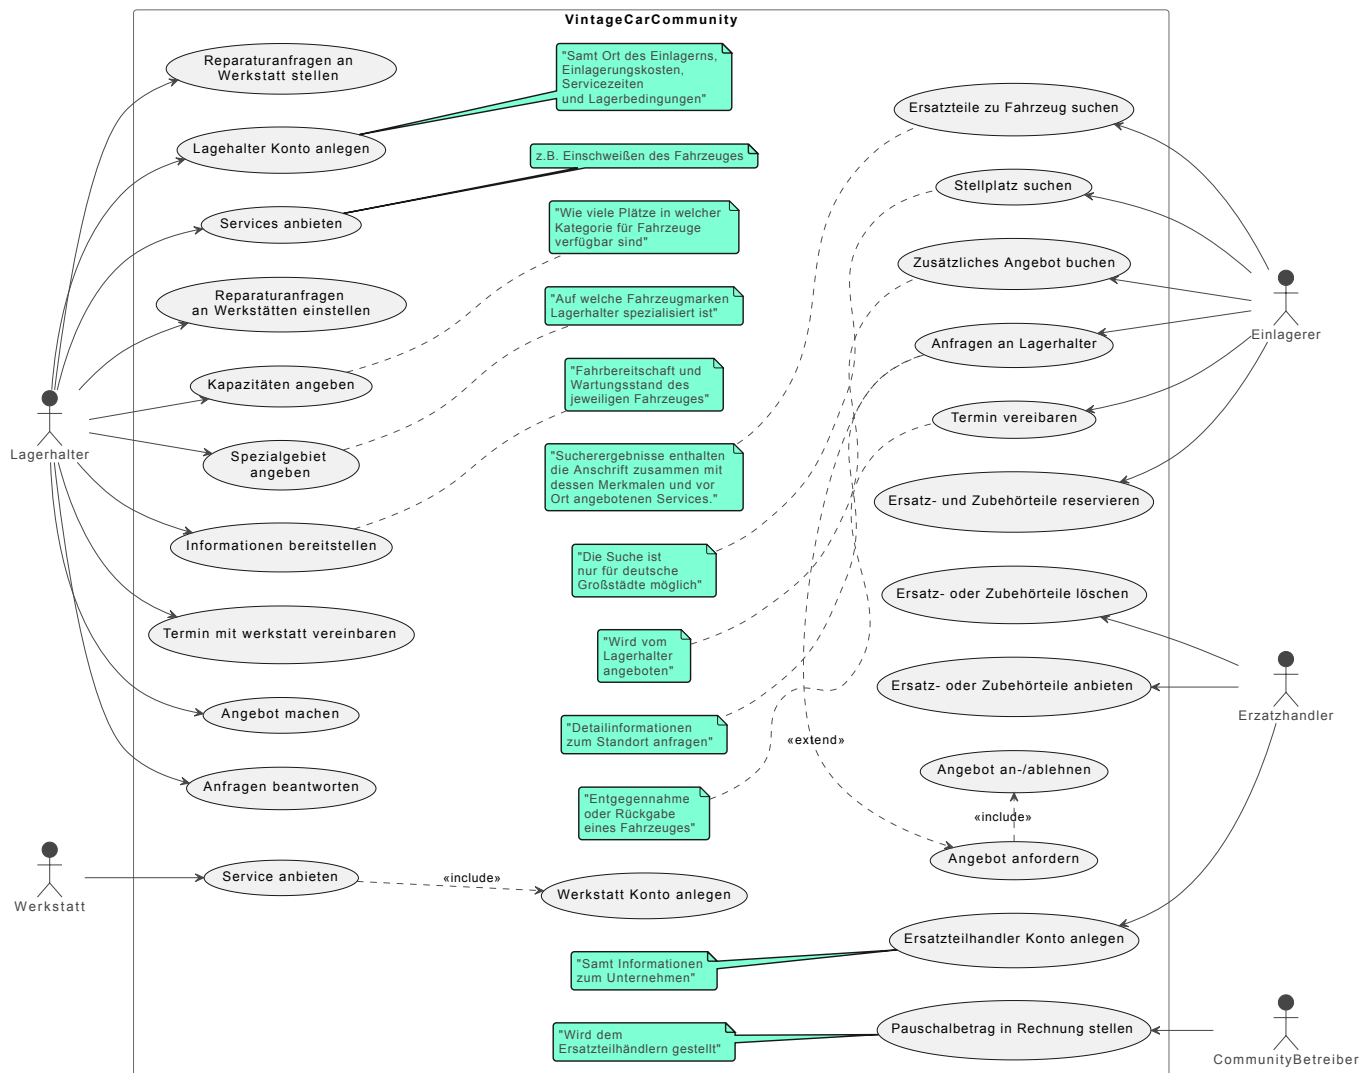 VintageCarCommunity
Reparaturanfragen an
Werkstatt stellen
Lagehalter Konto anlegen
Services anbieten
Reparaturanfragen
an Werkstätten einstellen
Kapazitäten angeben
Spezialgebiet
angeben
Informationen bereitstellen
Termin mit werkstatt vereinbaren
Angebot machen
Anfragen beantworten
Service anbieten
Lagerhalter
Werkstatt
"Samt Ort des Einlagerns,
Einlagerungskosten,
Servicezeiten
und Lagerbedingungen"
z.B. Einschweißen des Fahrzeuges
"Wie viele Plätze in welcher
Kategorie für Fahrzeuge
verfügbar sind"
"Auf welche Fahrzeugmarken
Lagerhalter spezialisiert ist"
"Fahrbereitschaft und
Wartungsstand des
jeweiligen Fahrzeuges"
"Sucherergebnisse enthalten
die Anschrift zusammen mit
dessen Merkmalen und vor
Ort angebotenen Services."
"Die Suche ist
nur für deutsche
Großstädte möglich"
"Wird vom
Lagerhalter
angeboten"
"Detailinformationen
zum Standort anfragen"
"Entgegennahme
oder Rückgabe
eines Fahrzeuges"
«include»
Werkstatt Konto anlegen
"Samt Informationen
zum Unternehmen"
"Wird dem
Ersatzteilhändlern gestellt"
Ersatzteile zu Fahrzeug suchen
Stellplatz suchen
Zusätzliches Angebot buchen
Anfragen an Lagerhalter
Termin vereibaren
Ersatz- und Zubehörteile reservieren
Ersatz- oder Zubehörteile löschen
Ersatz- oder Zubehörteile anbieten
«extend»
Angebot an-/ablehnen
«include»
Angebot anfordern
Ersatzteilhandler Konto anlegen
Pauschalbetrag in Rechnung stellen
Einlagerer
Erzatzhandler
CommunityBetreiber